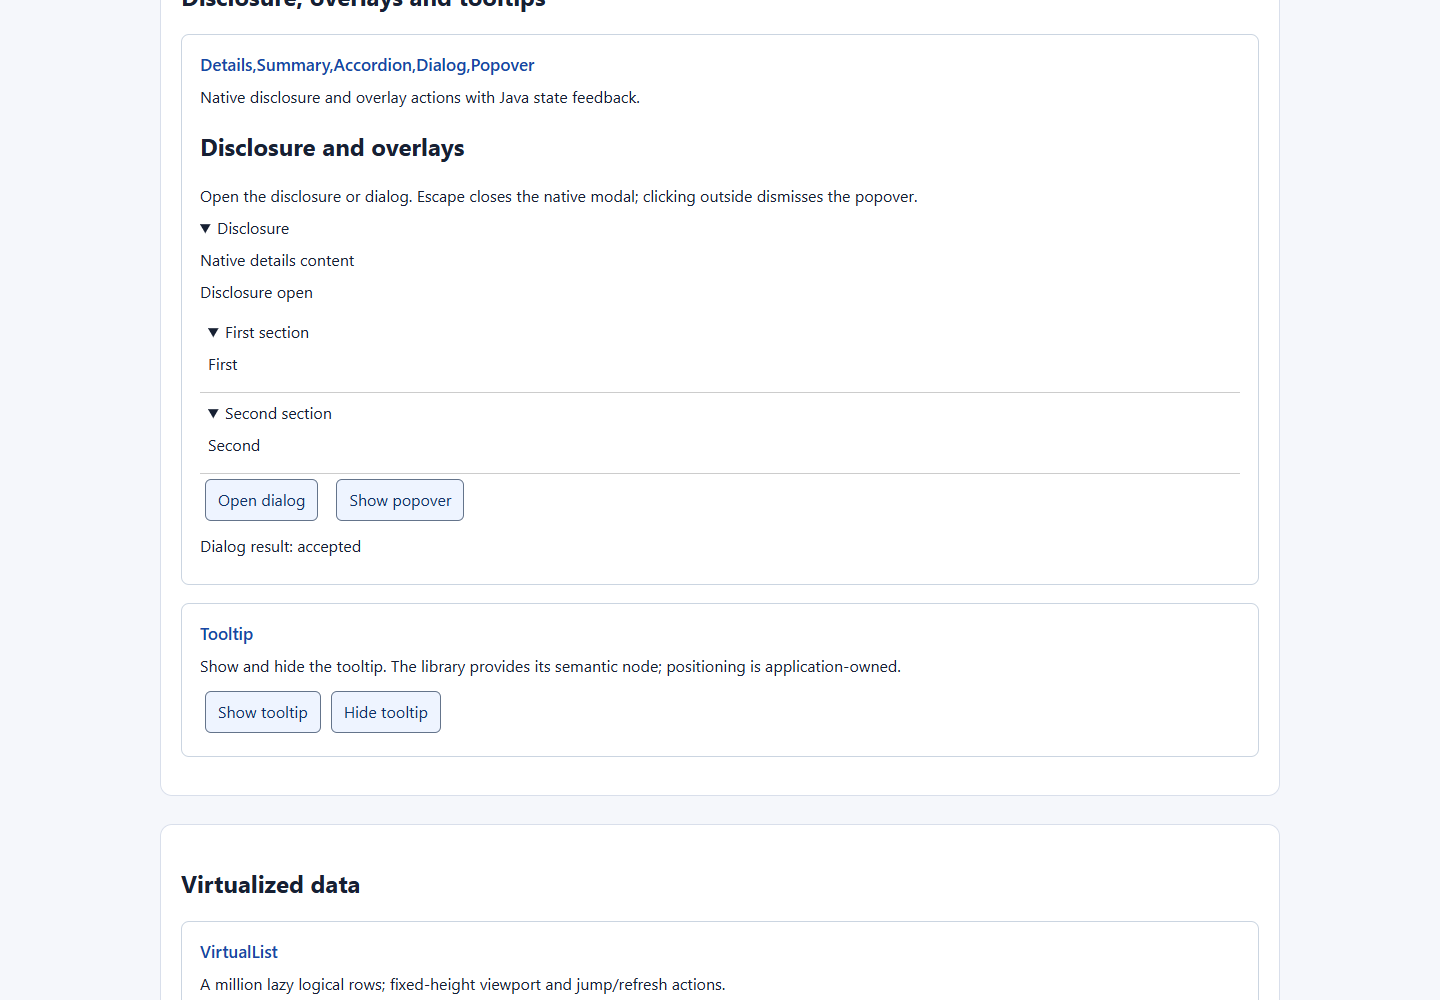 Disclosure, overlays and tooltips
Details,Summary,Accordion,Dialog,Popover
Native disclosure and overlay actions with Java state feedback.
Disclosure and overlays
Open the disclosure or dialog. Escape closes the native modal; clicking outside dismisses the popover.
▼ Disclosure
Native details content
Disclosure open
▼ First section
First
▼ Second section
Second
Open dialog Show popover
Dialog result: accepted
Tooltip
Show and hide the tooltip. The library provides its semantic node; positioning is application-owned.
Show tooltip Hide tooltip
Virtualized data
VirtualList
A million lazy logical rows; fixed-height viewport and jump/refresh actions.